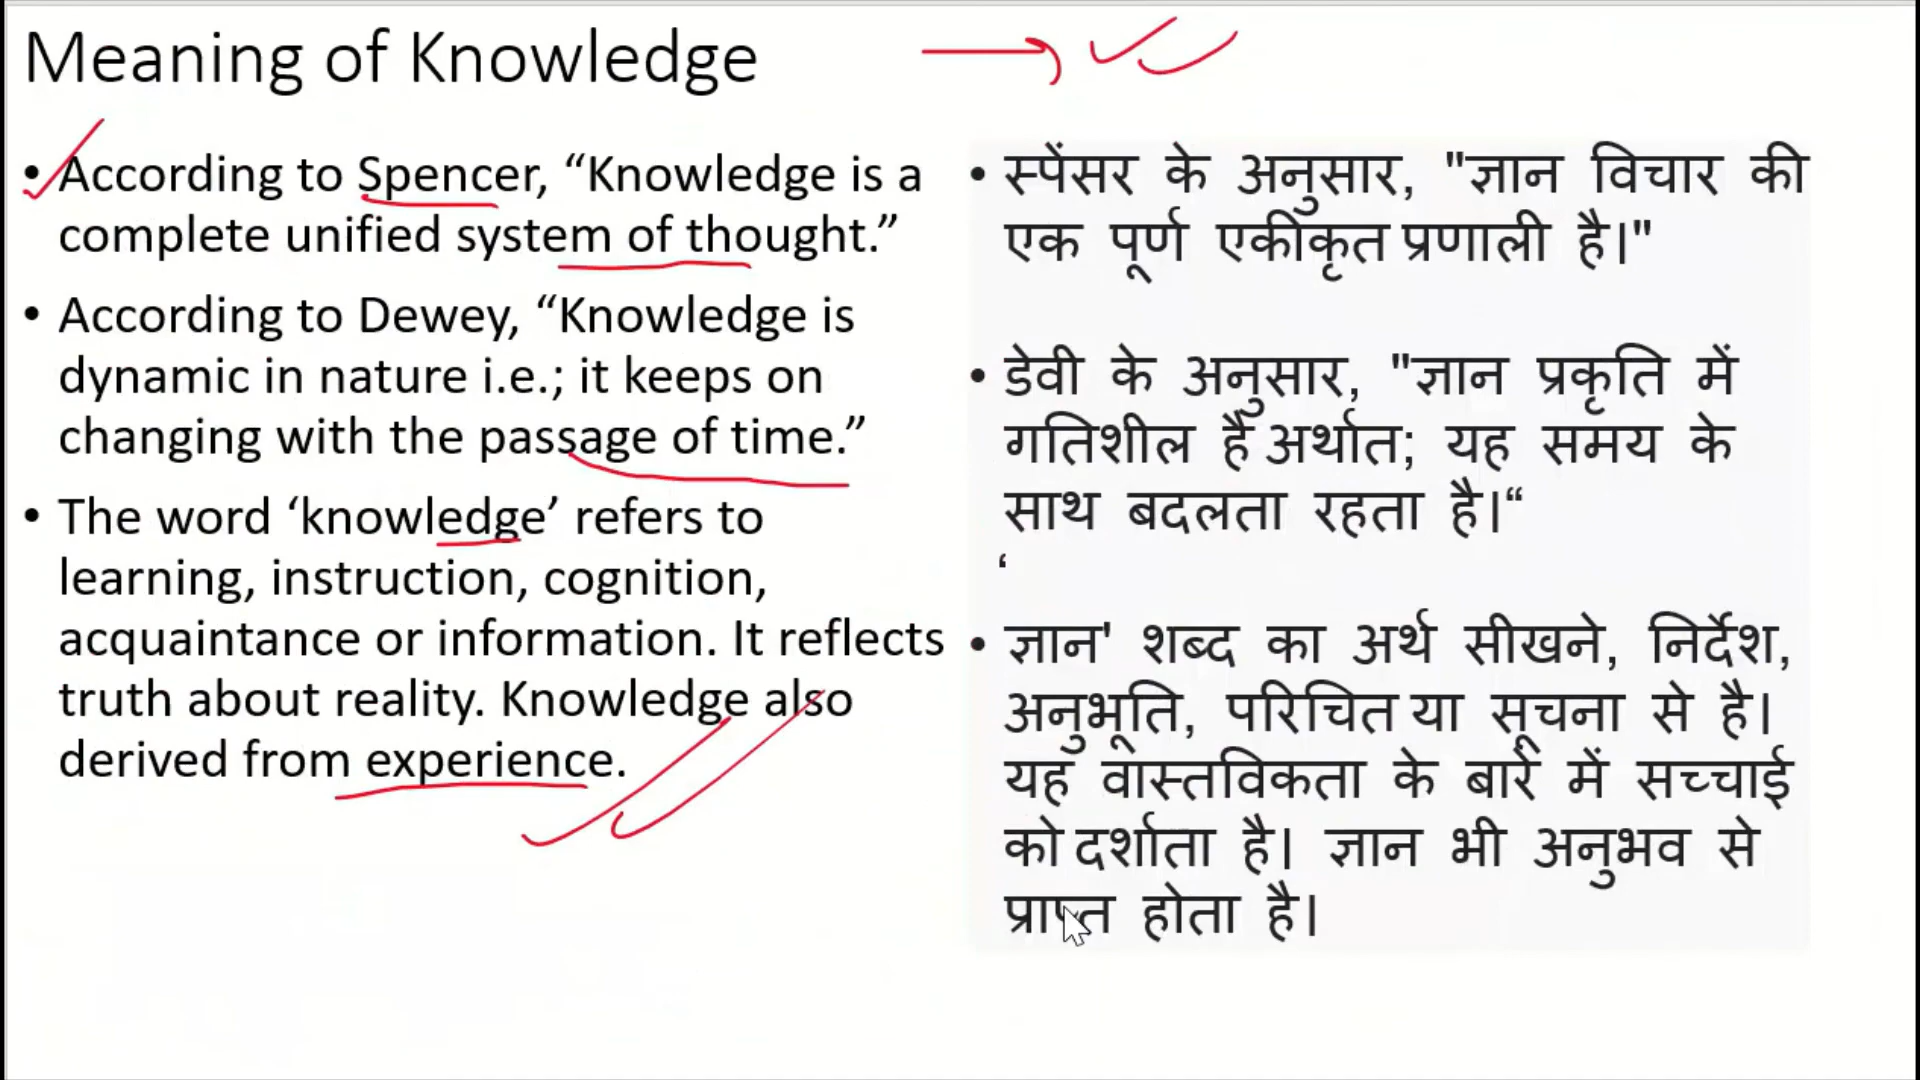 Meaning of Knowledge
• According to Spencer, “Knowledge is a
complete unified system of thought.”
• According to Dewey, “Knowledge is
dynamic in nature i.e.; it keeps on
changing with the passage of time.”
• The word ‘knowledge’ refers to
learning, instruction, cognition,
acquaintance or information. It reflects
truth about reality. Knowledge also
derived from experience.
• स्पेंसर के अनुसार, "ज्ञान विचार की
एक पूर्ण एकीकृत प्रणाली है।"
• डेवी के अनुसार, "ज्ञान प्रकृति में
गतिशील है अर्थात; यह समय के
साथ बदलता रहता है।“
‘
• ज्ञान' शब्द का अर्थ सीखने, निर्देश,
अनुभूति, परिचित या सूचना से है।
यह वास्तविकता के बारे में सच्चाई
को दर्शाता है। ज्ञान भी अनुभव से
प्राप्त होता है।